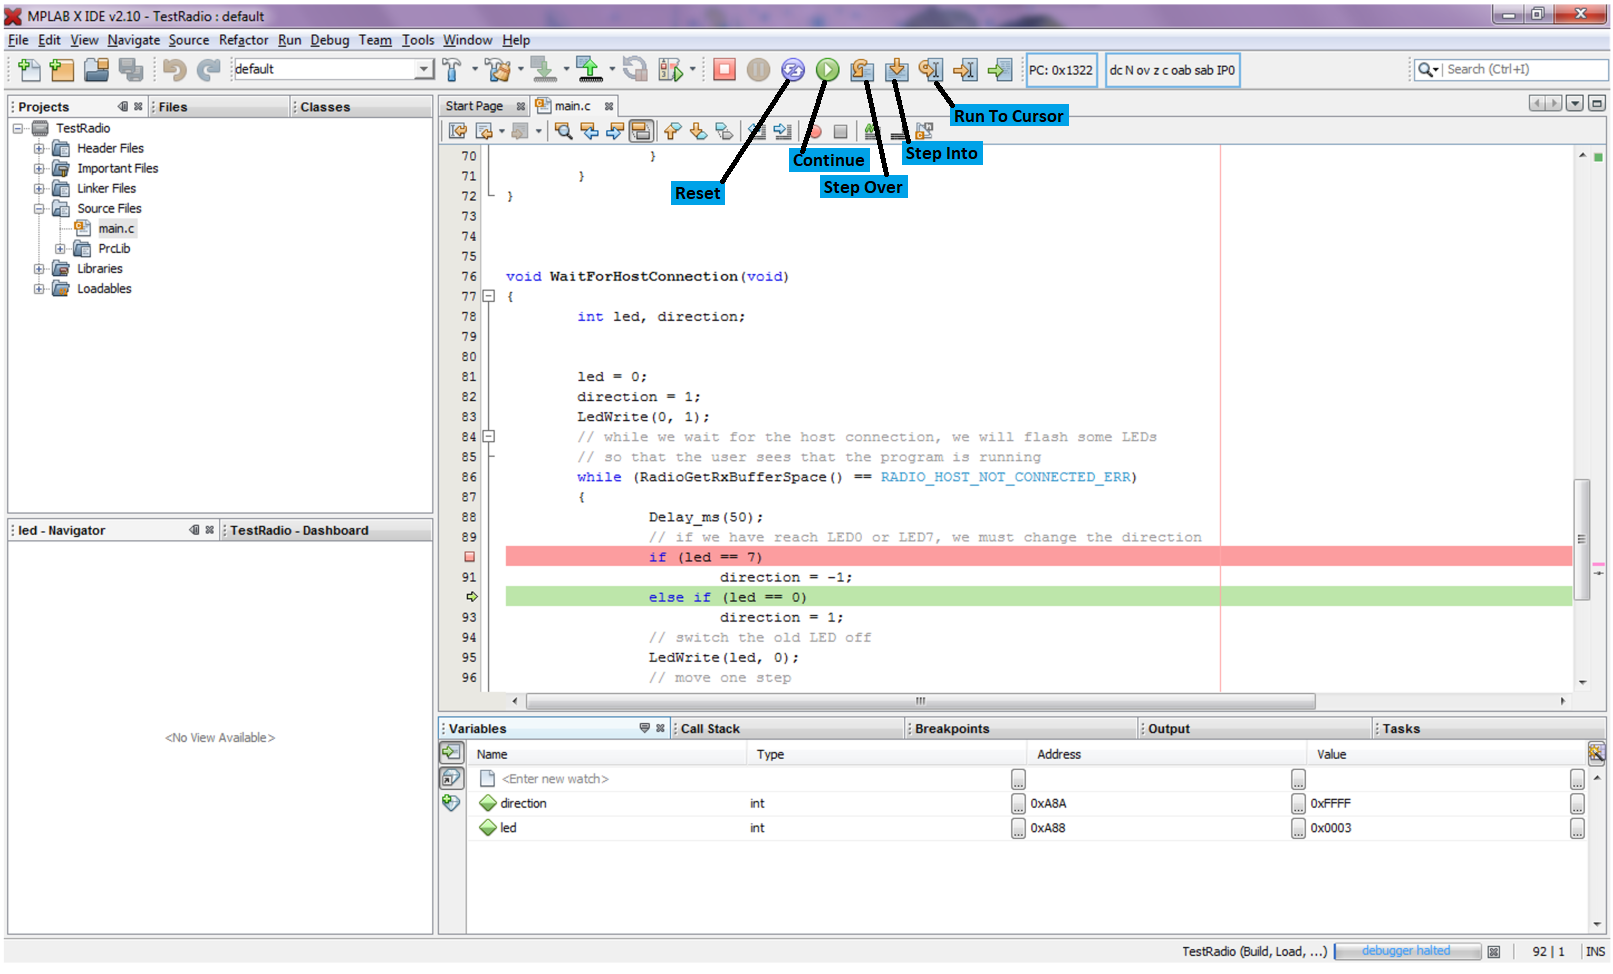 MPLAB X IDE v2.10 - TestRadio : default
File Edit View Navigate Source Refactor Run Debug Team Tools Window Help
default
PC: 0x1322
dc N ov z c oab sab IP0
Search (Ctrl+I)
Projects
Files
Classes
TestRadio
Header Files
Important Files
Linker Files
Source Files
main.c
PrcLib
Libraries
Loadables
led - Navigator
TestRadio - Dashboard
<No View Available>
Start Page
main.c
Run To Cursor
Step Into
Continue
Step Over
Reset
70 }
71 }
72 }
73
74
75
76 void WaitForHostConnection(void)
77 {
78 int led, direction;
79
80
81 led = 0;
82 direction = 1;
83 LedWrite(0, 1);
84 // while we wait for the host connection, we will flash some LEDs
85 // so that the user sees that the program is running
86 while (RadioGetRxBufferSpace() == RADIO_HOST_NOT_CONNECTED_ERR)
87 {
88 Delay_ms(50);
89 // if we have reach LED0 or LED7, we must change the direction
if (led == 7)
91 direction = -1;
else if (led == 0)
93 direction = 1;
94 // switch the old LED off
95 LedWrite(led, 0);
96 // move one step
Variables
Call Stack
Breakpoints
Output
Tasks
Name Type Address Value
<Enter new watch> ... ... ...
direction int ... 0xA8A ... 0xFFFF ...
led int ... 0xA88 ... 0x0003 ...
TestRadio (Build, Load, ...) debugger halted 92 | 1 INS